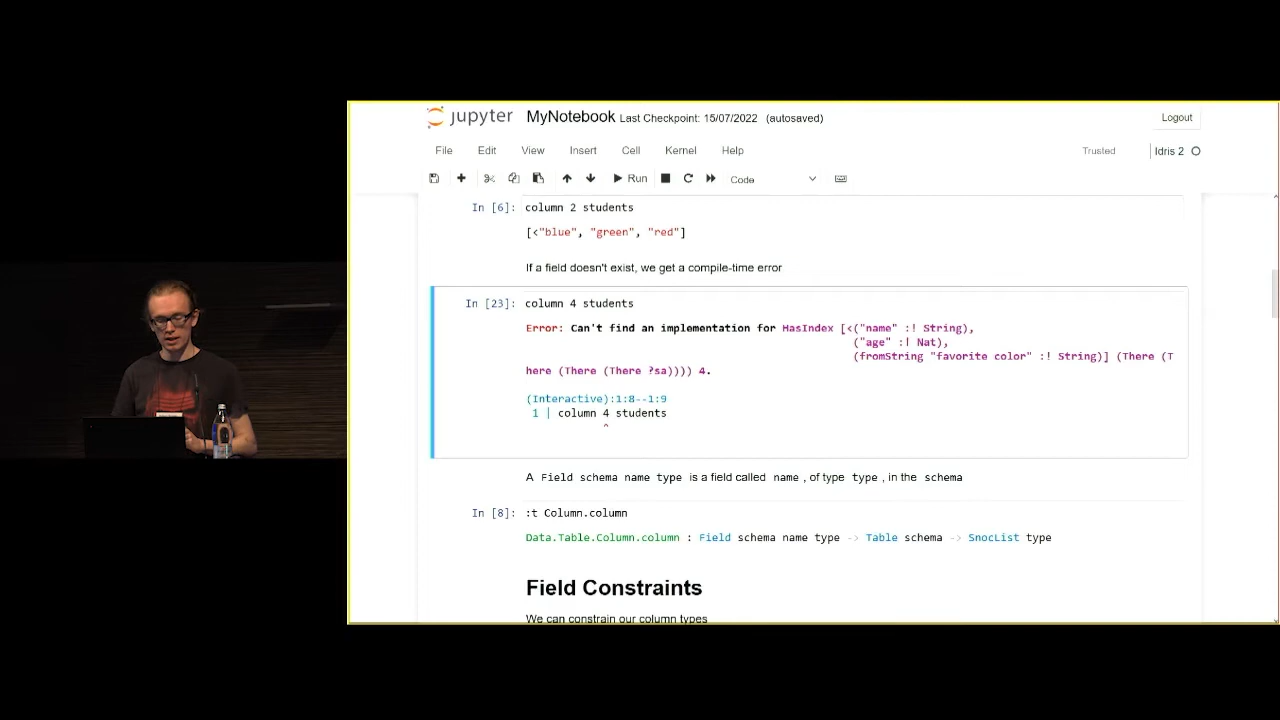 jupyter MyNotebook Last Checkpoint: 15/07/2022 (autosaved) Logout
File Edit View Insert Cell Kernel Help Trusted Idris 2
Run Code
In [6]: column 2 students
[<"blue", "green", "red"]
If a field doesn't exist, we get a compile-time error
In [23]: column 4 students
Error: Can't find an implementation for HasIndex [<("name" :! String),
("age" :! Nat),
(fromString "favorite color" :! String)] (There (T
here (There (There ?sa)))) 4.
(Interactive):1:8--1:9
1 | column 4 students
^
A Field schema name type is a field called name , of type type , in the schema
In [8]: :t Column.column
Data.Table.Column.column : Field schema name type -> Table schema -> SnocList type
Field Constraints
We can constrain our column types